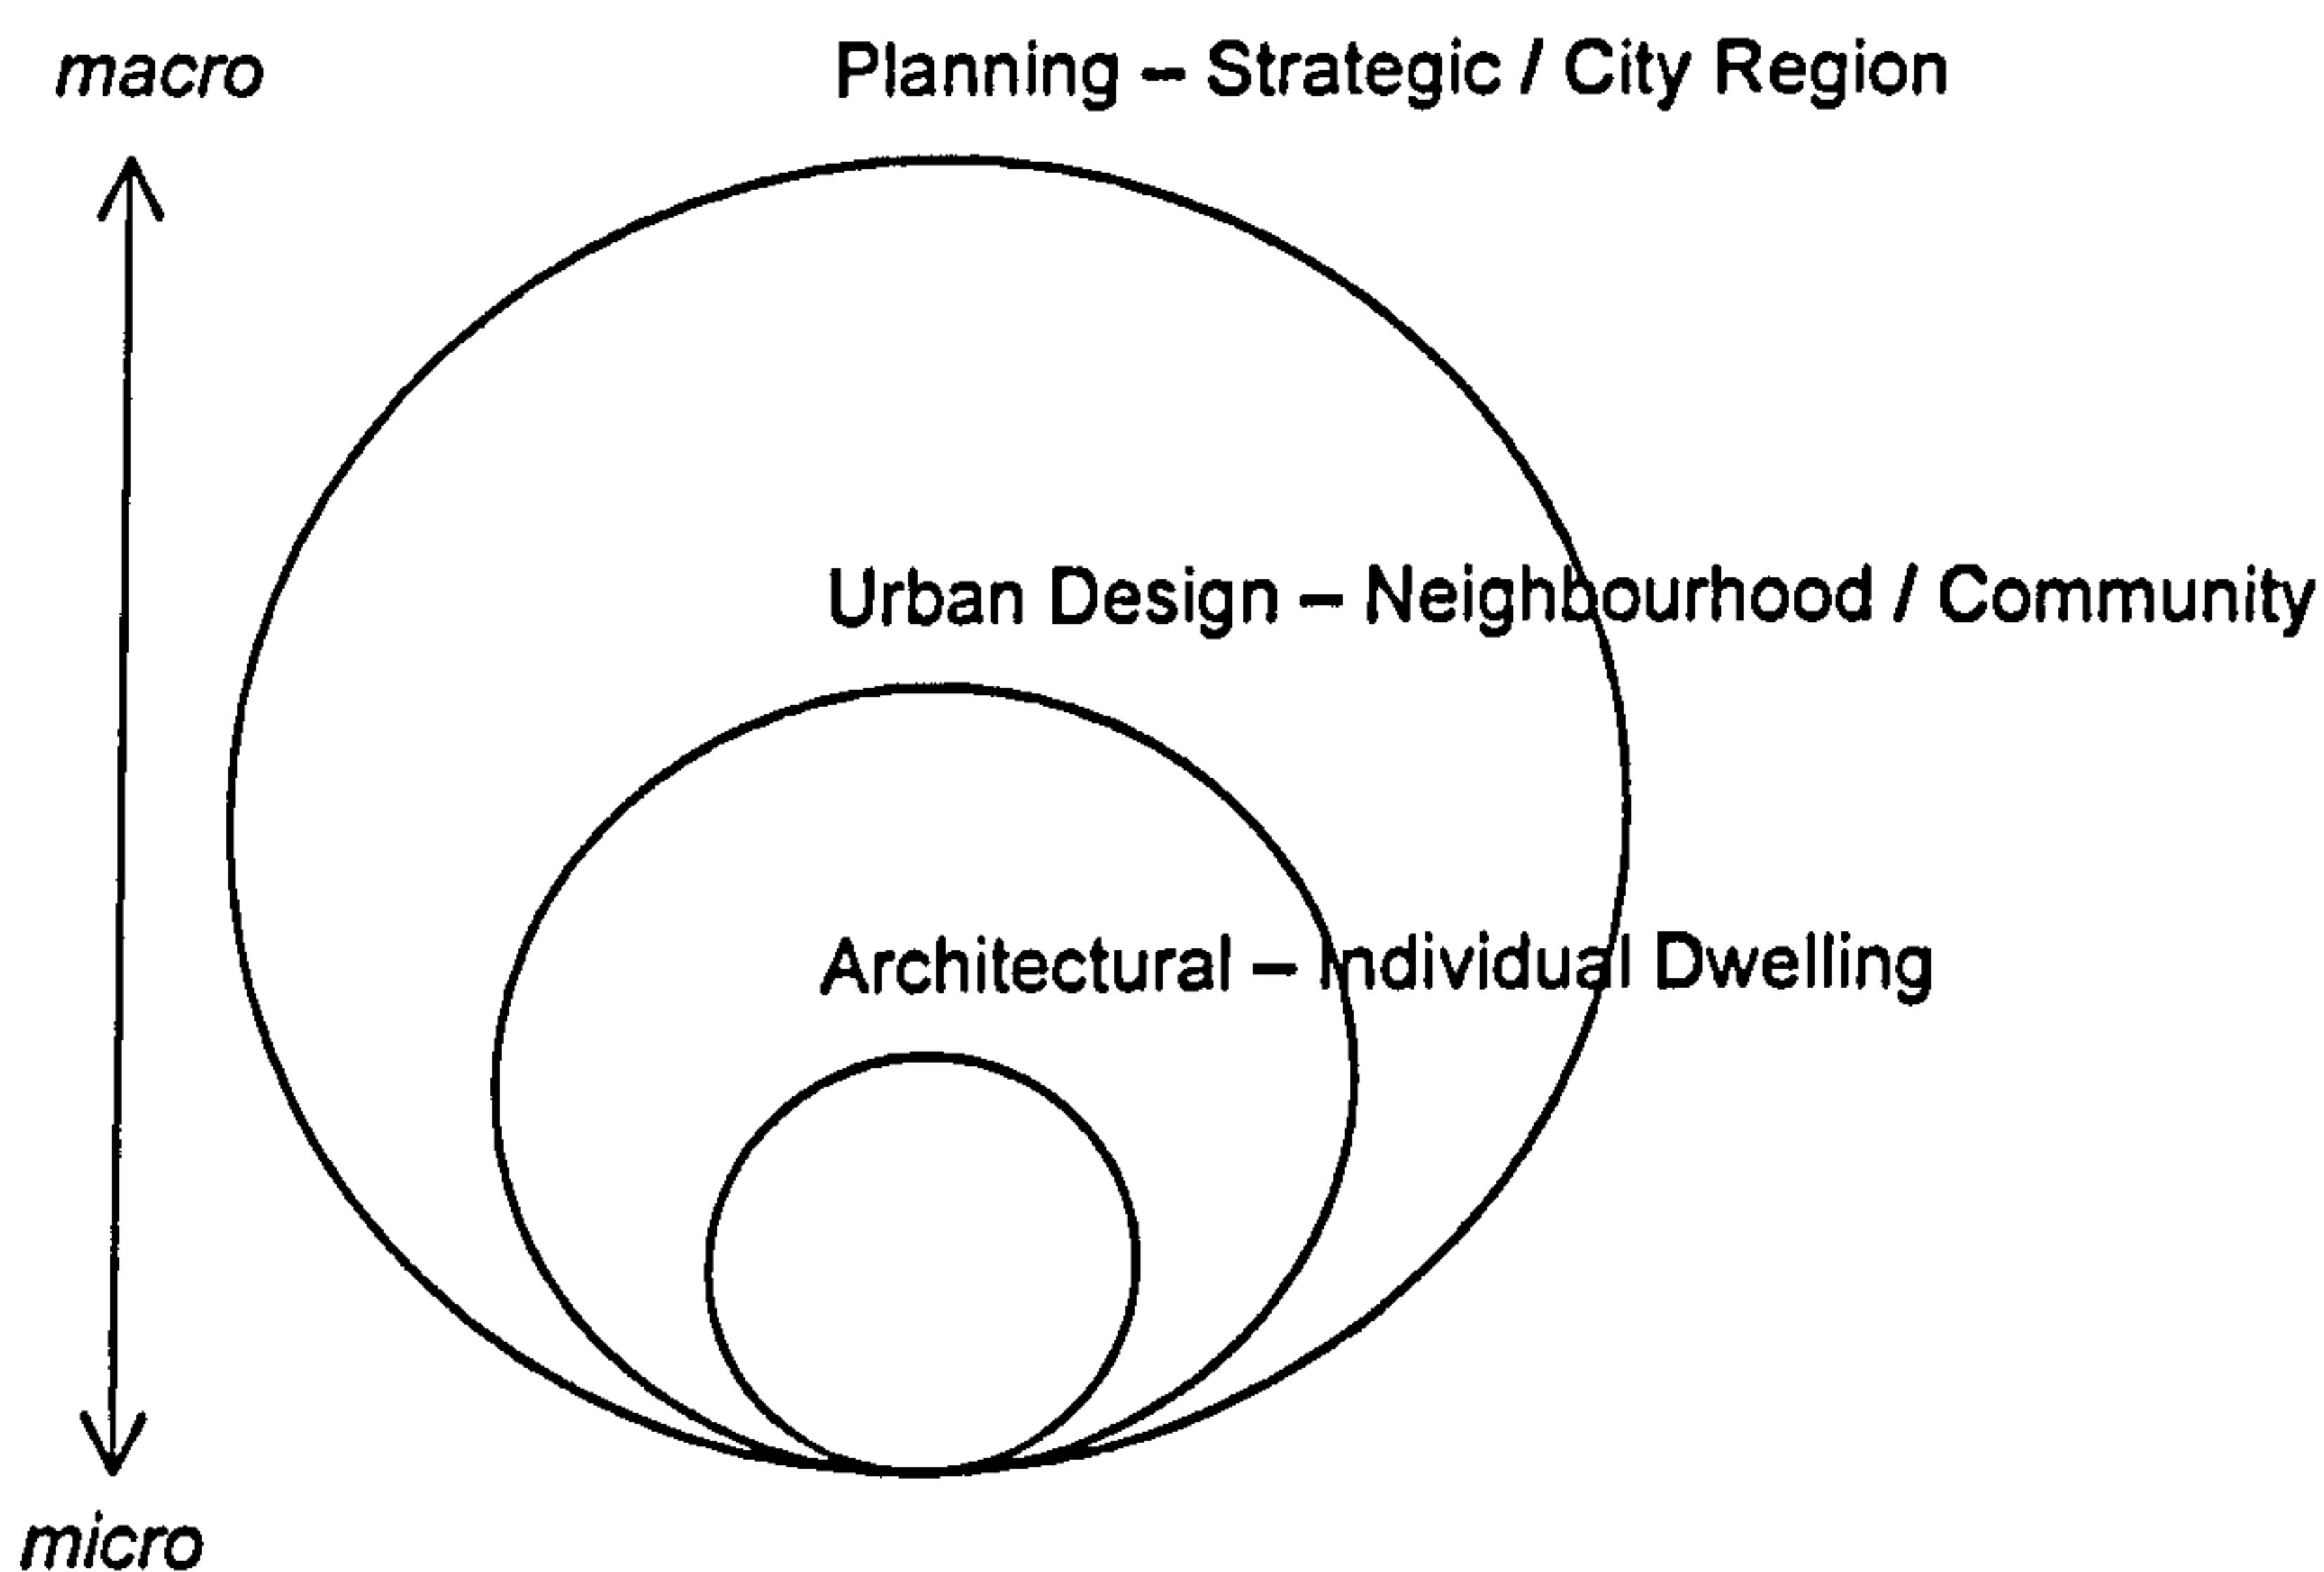 macro
Planning – Strategic / City Region
Urban Design – Neighbourhood / Community
Architectural – Individual Dwelling
micro